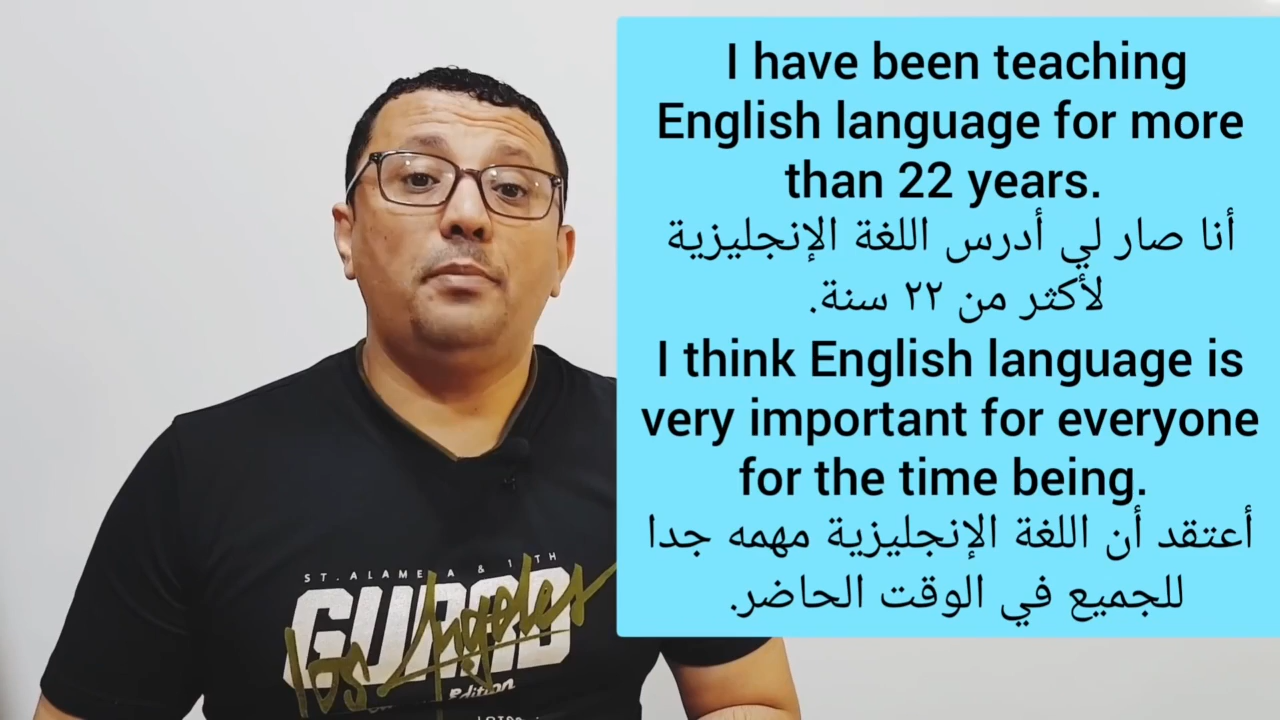 I have been teaching
English language for more
than 22 years.
أنا صار لي أدرس اللغة الإنجليزية
لأكثر من ٢٢ سنة.
I think English language is
very important for everyone
for the time being.
أعتقد أن اللغة الإنجليزية مهمه جدا
للجميع في الوقت الحاضر.
GUARD
Los Angeles
Edition